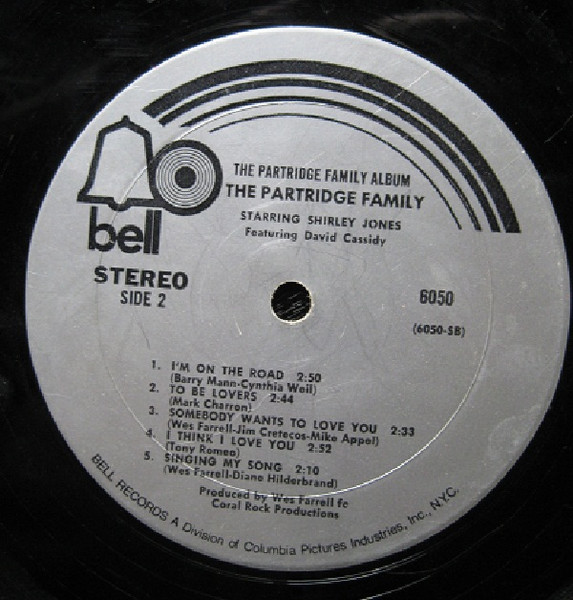 THE PARTRIDGE FAMILY ALBUM
THE PARTRIDGE FAMILY
STARRING SHIRLEY JONES
Featuring David Cassidy
bell
STEREO
SIDE 2
6050
(6050-SB)
1. I'M ON THE ROAD 2:50
(Barry Mann-Cynthia Weil)
2. TO BE LOVERS 2:44
(Mark Charron)
3. SOMEBODY WANTS TO LOVE YOU 2:33
(Wes Farrell-Jim Cretecos-Mike Appel)
4. I THINK I LOVE YOU 2:52
(Tony Romeo)
5. SINGING MY SONG 2:10
(Wes Farrell-Diane Hilderbrand)
Produced by Wes Farrell fc
Coral Rock Productions
BELL RECORDS A Division of Columbia Pictures Industries, Inc., N.Y.C.